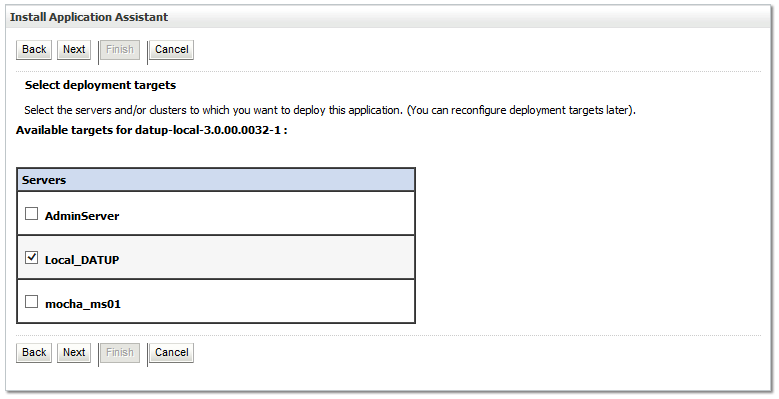 Install Application Assistant
Back Next Finish Cancel
Select deployment targets
Select the servers and/or clusters to which you want to deploy this application. (You can reconfigure deployment targets later).
Available targets for datup-local-3.0.00.0032-1 :
Servers
AdminServer
Local_DATUP
mocha_ms01
Back Next Finish Cancel